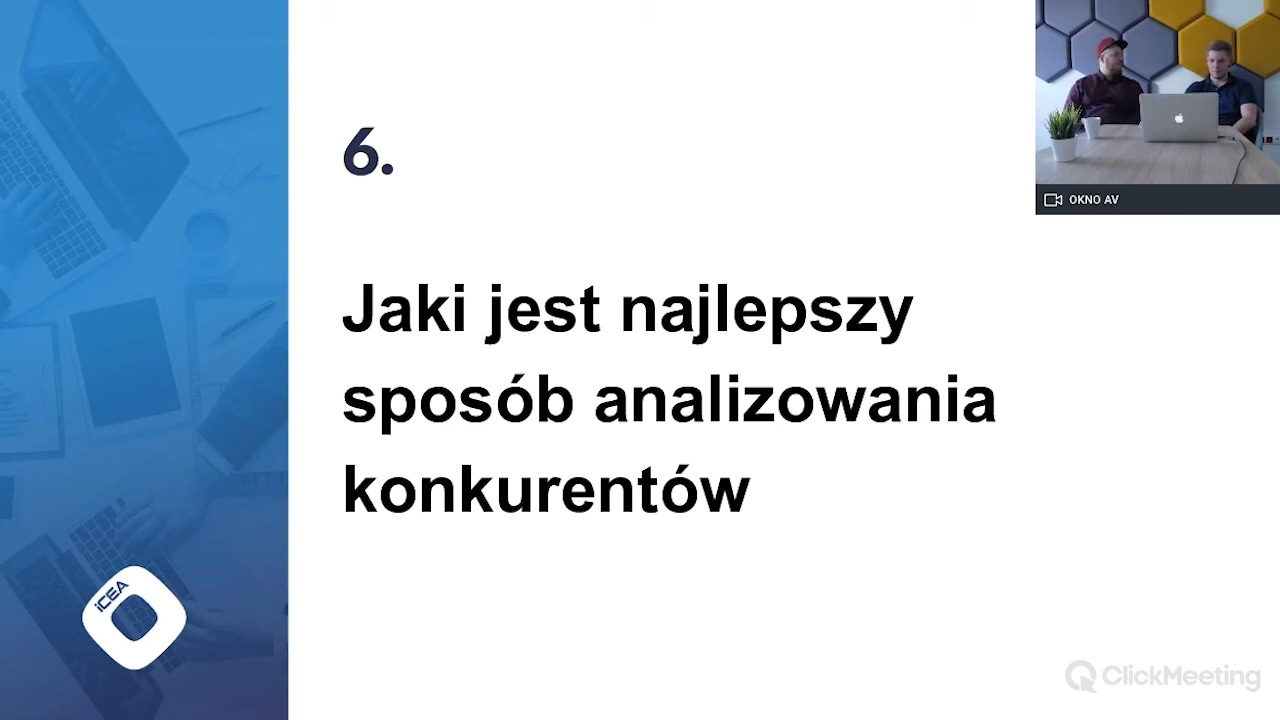 6.
Jaki jest najlepszy
sposób analizowania
konkurentów
OKNO AV
iCEA
ClickMeeting